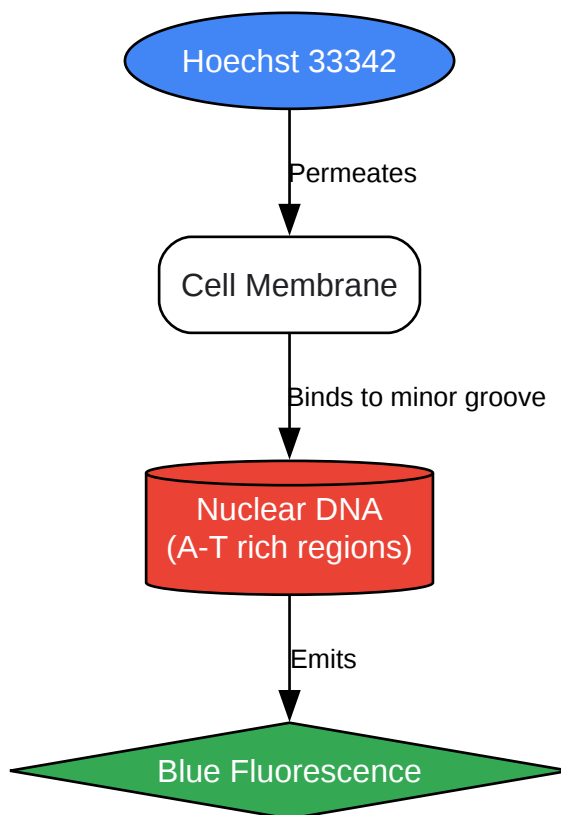 Hoechst 33342
Permeates
Cell Membrane
Binds to minor groove
Nuclear DNA
(A-T rich regions)
Emits
Blue Fluorescence